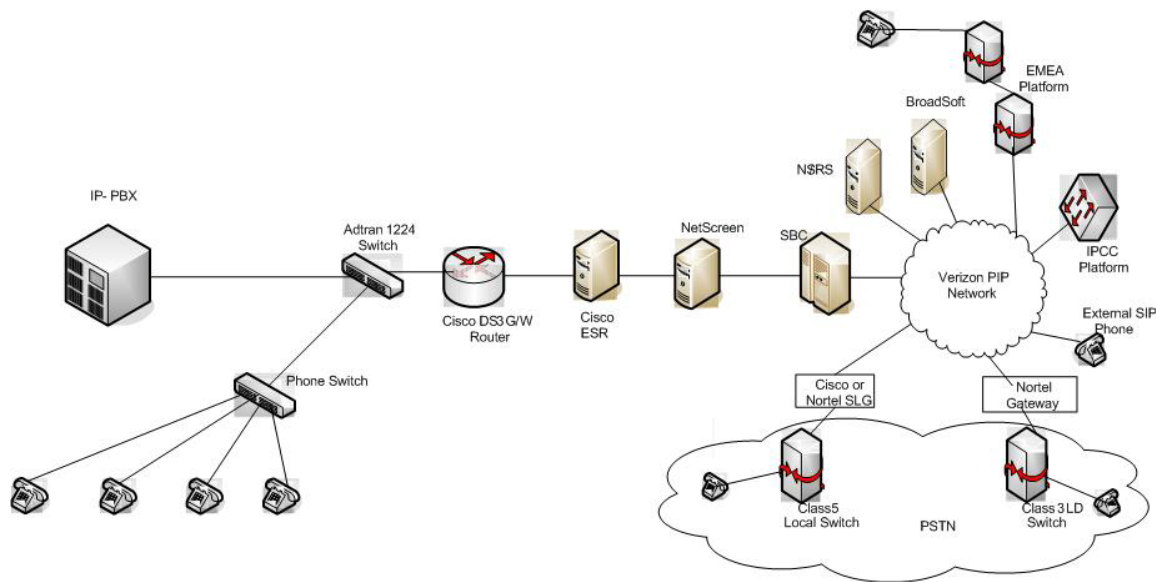 EMEA
Platform
BroadSoft
N$RS
IP- PBX
Adtran 1224
Switch
NetScreen
SBC
IPCC
Platform
Verizon PIP
Network
Cisco DS3 G/W
Router
Cisco
ESR
External SIP
Phone
Phone Switch
Cisco or
Nortel SLG
Nortel
Gateway
Class5
Local Switch
PSTN
Class 3 LD
Switch